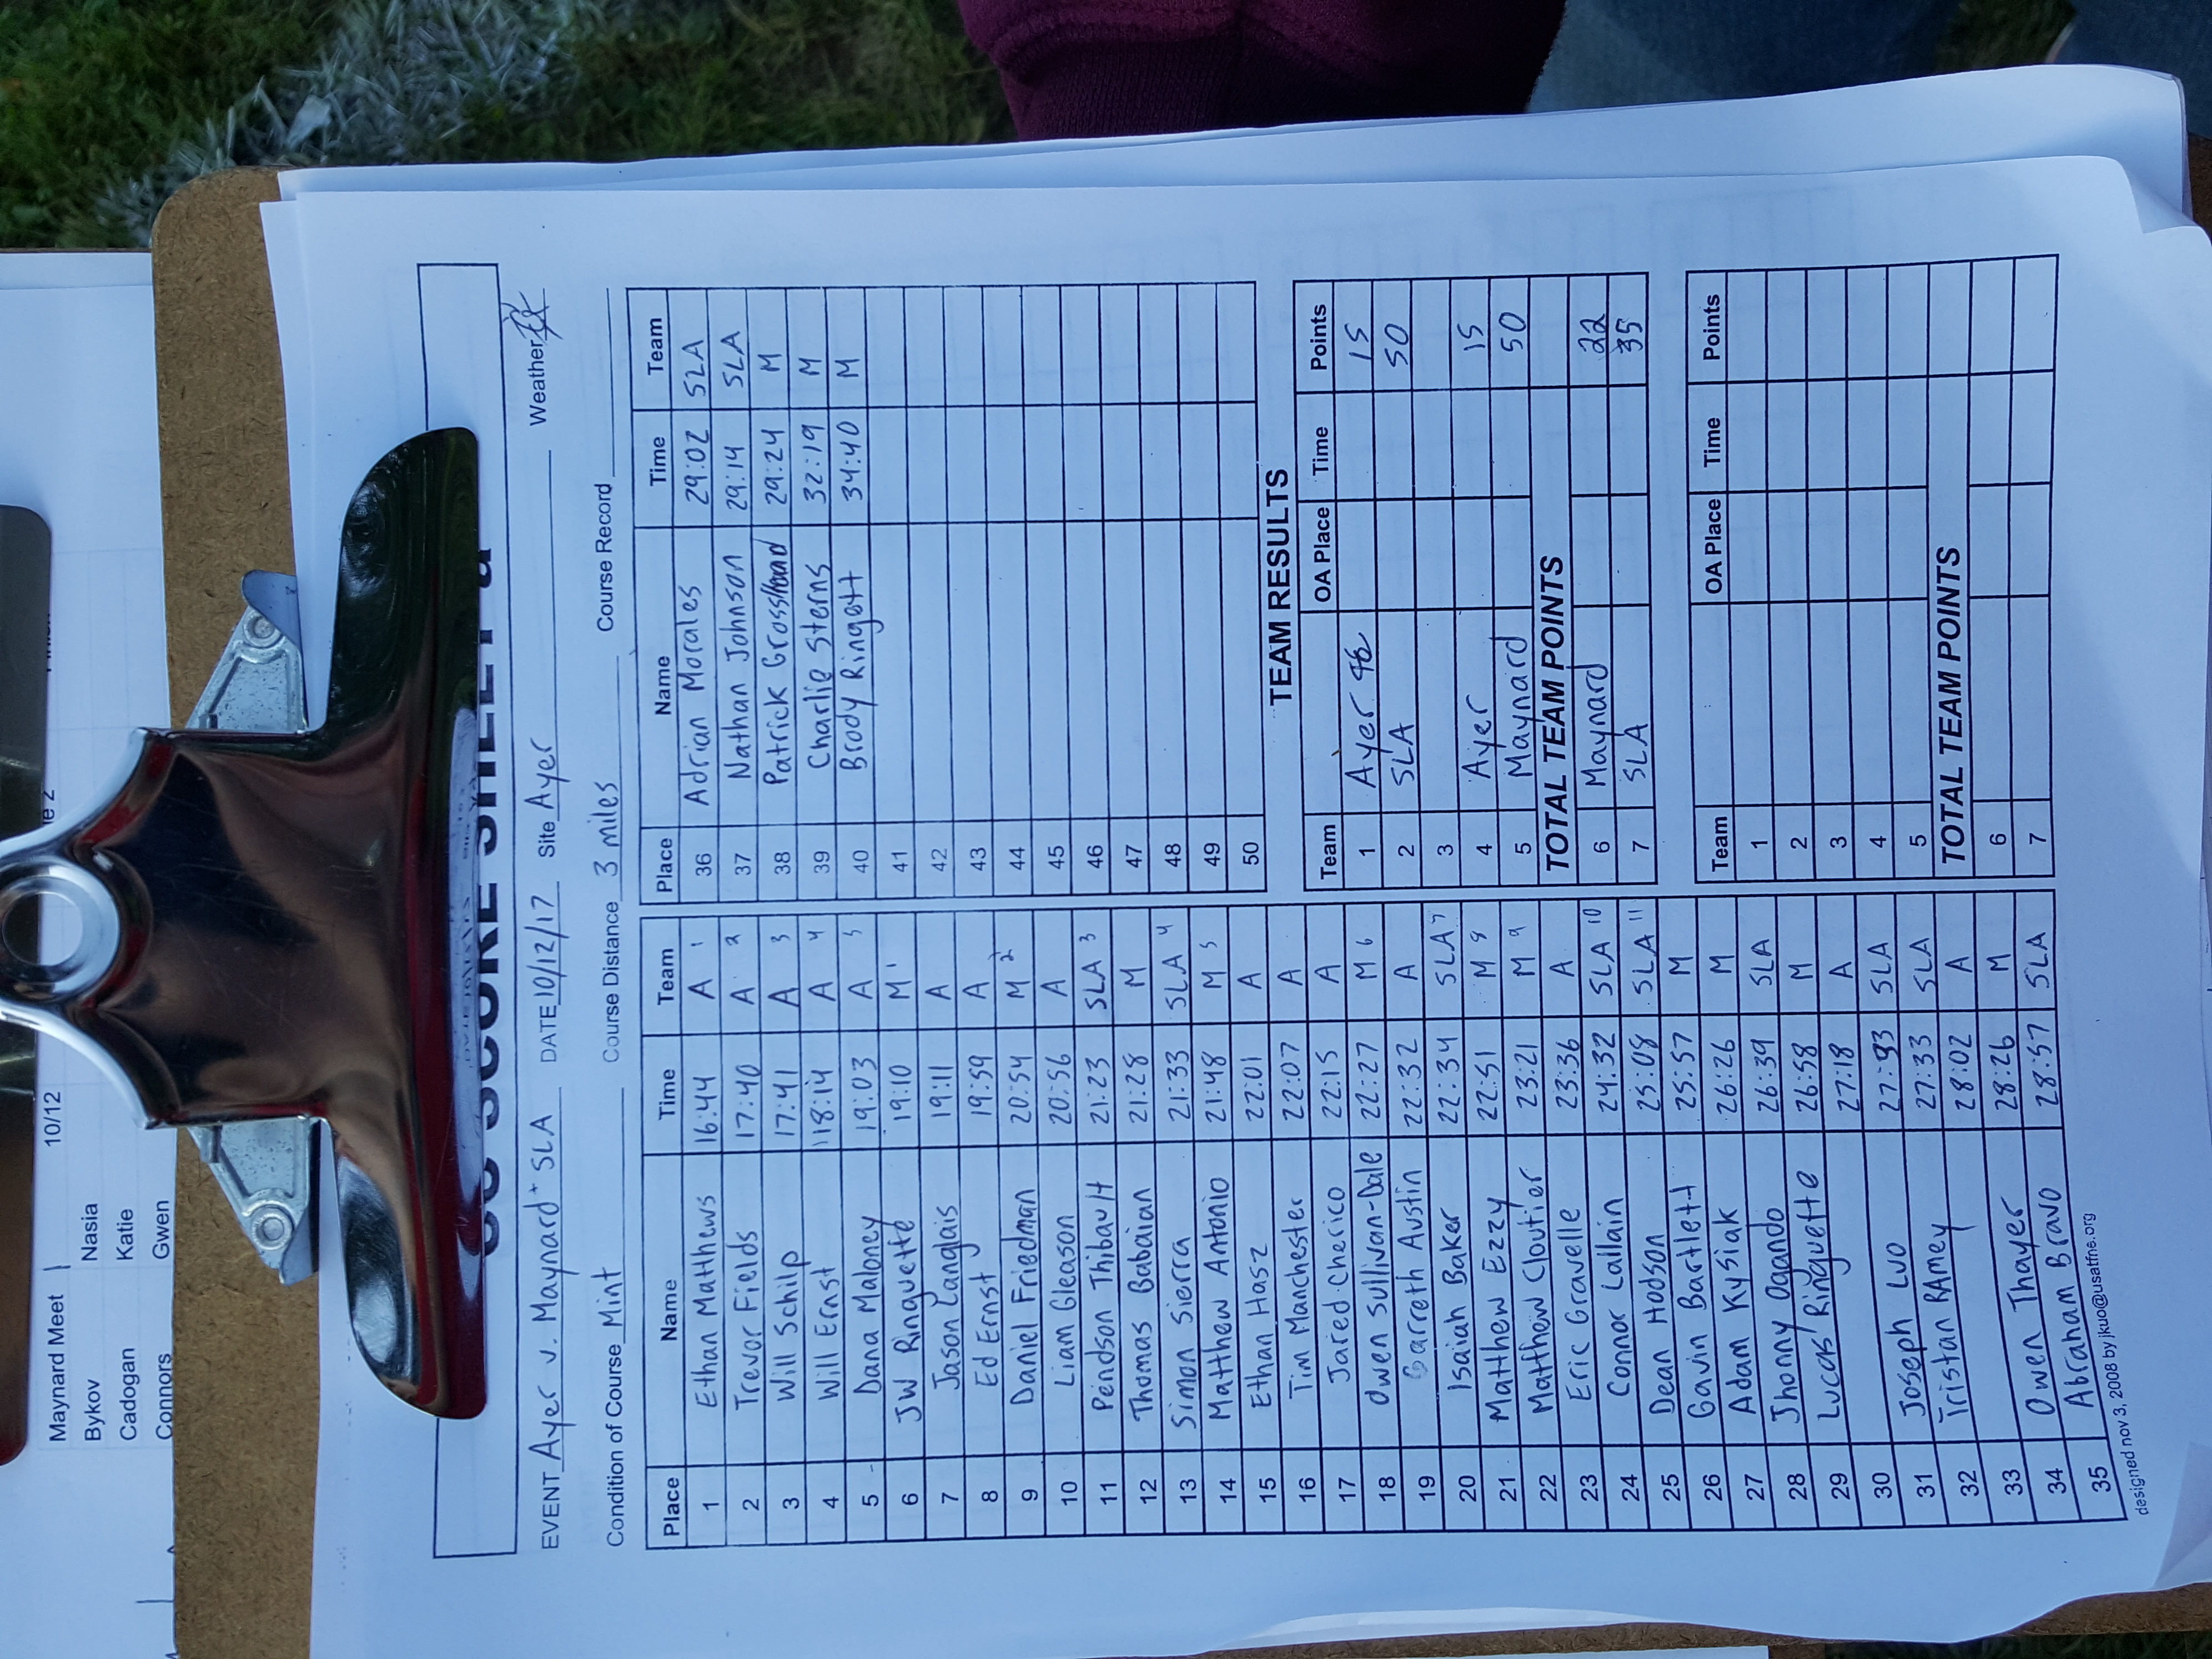 Maynard Meet 10/12
Bykov Nasia
Cadogan Katie
Connors Gwen
CC SCORE SHEET a
EVENT Ayer v. Maynard + SLA DATE 10/12/17 Site Ayer Weather
Condition of Course Mint Course Distance 3 miles Course Record
Place Name Time Team
1 Ethan Matthews 16:44 A 1
2 Trevor Fields 17:40 A 2
3 Will Schilp 17:41 A 3
4 Will Ernst 18:14 A 4
5 Dana Maloney 19:03 A 5
6 JW Ringuette 19:10 M 1
7 Jason Langlais 19:11 A
8 Ed Ernst 19:59 A
9 Daniel Friedman 20:54 M 2
10 Liam Gleason 20:56 A
11 Pendson Thibault 21:23 SLA 3
12 Thomas Babaian 21:28 M
13 Simon Sierra 21:33 SLA 4
14 Matthew Antonio 21:48 M 5
15 Ethan Hasz 22:01 A
16 Tim Manchester 22:07 A
17 Jared Cherico 22:15 A
18 Owen Sullivan-Dale 22:27 M 6
19 Garreth Austin 22:32 A
20 Isaiah Baker 22:34 SLA 7
21 Matthew Ezzy 22:51 M 8
22 Matthew Cloutier 23:21 M 9
23 Eric Gravelle 23:36 A
24 Connor Lallain 24:32 SLA 10
25 Dean Hodson 25:08 SLA 11
26 Gavin Bartlett 25:57 M
27 Adam Kysiak 26:26 M
28 Jhonny Ogando 26:39 SLA
29 Lucas Ringuette 26:58 M
30 27:18 A
31 Joseph Luo SLA
32 Tristan RAmey 27:33 SLA
33 28:02 A
34 Owen Thayer 28:26 M
35 Abraham Bravo 28:57 SLA
designed nov 3, 2008 by jkuo@usatfne.org
Place Name Time Team
36 Adrian Morales 29:02 SLA
37 Nathan Johnson 29:14 SLA
38 Patrick 29:24 M
39 Charlie Sterns 32:19 M
40 Brody Ringett 34:40 M
41
42
43
44
45
46
47
48
49
50
TEAM RESULTS
Team OA Place Time Points
1 Ayer 15
2 SLA 50
3
4 Ayer 15
5 Maynard 50
TOTAL TEAM POINTS
6 Maynard 22
7 SLA 35
Team OA Place Time Points
1
2
3
4
5
TOTAL TEAM POINTS
6
7